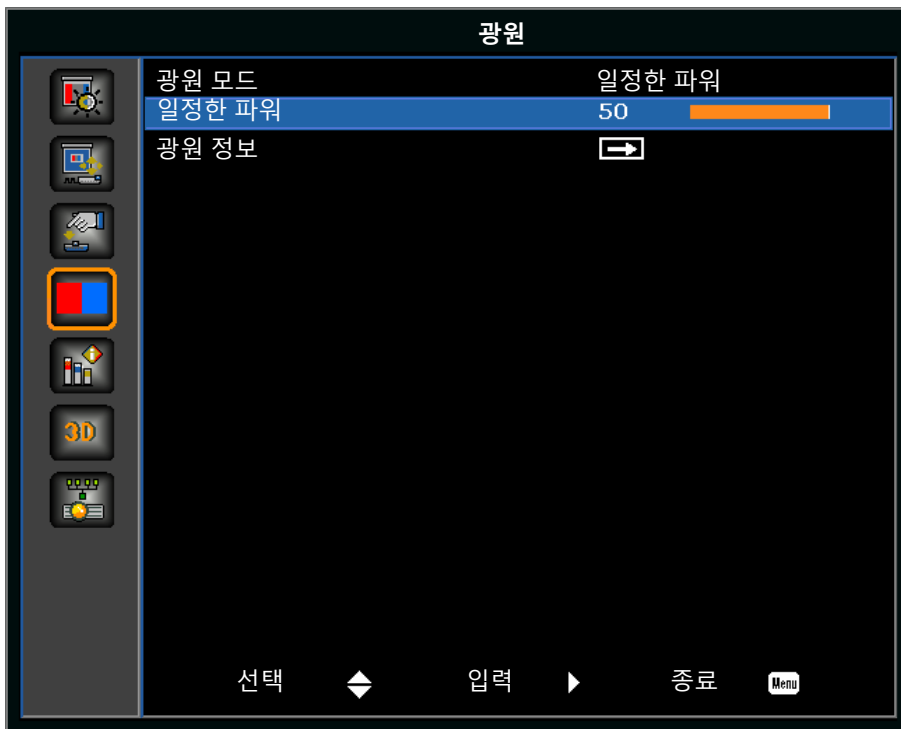 광원
광원 모드 일정한 파워
일정한 파워 50
광원 정보
3D
선택 입력 종료 Menu